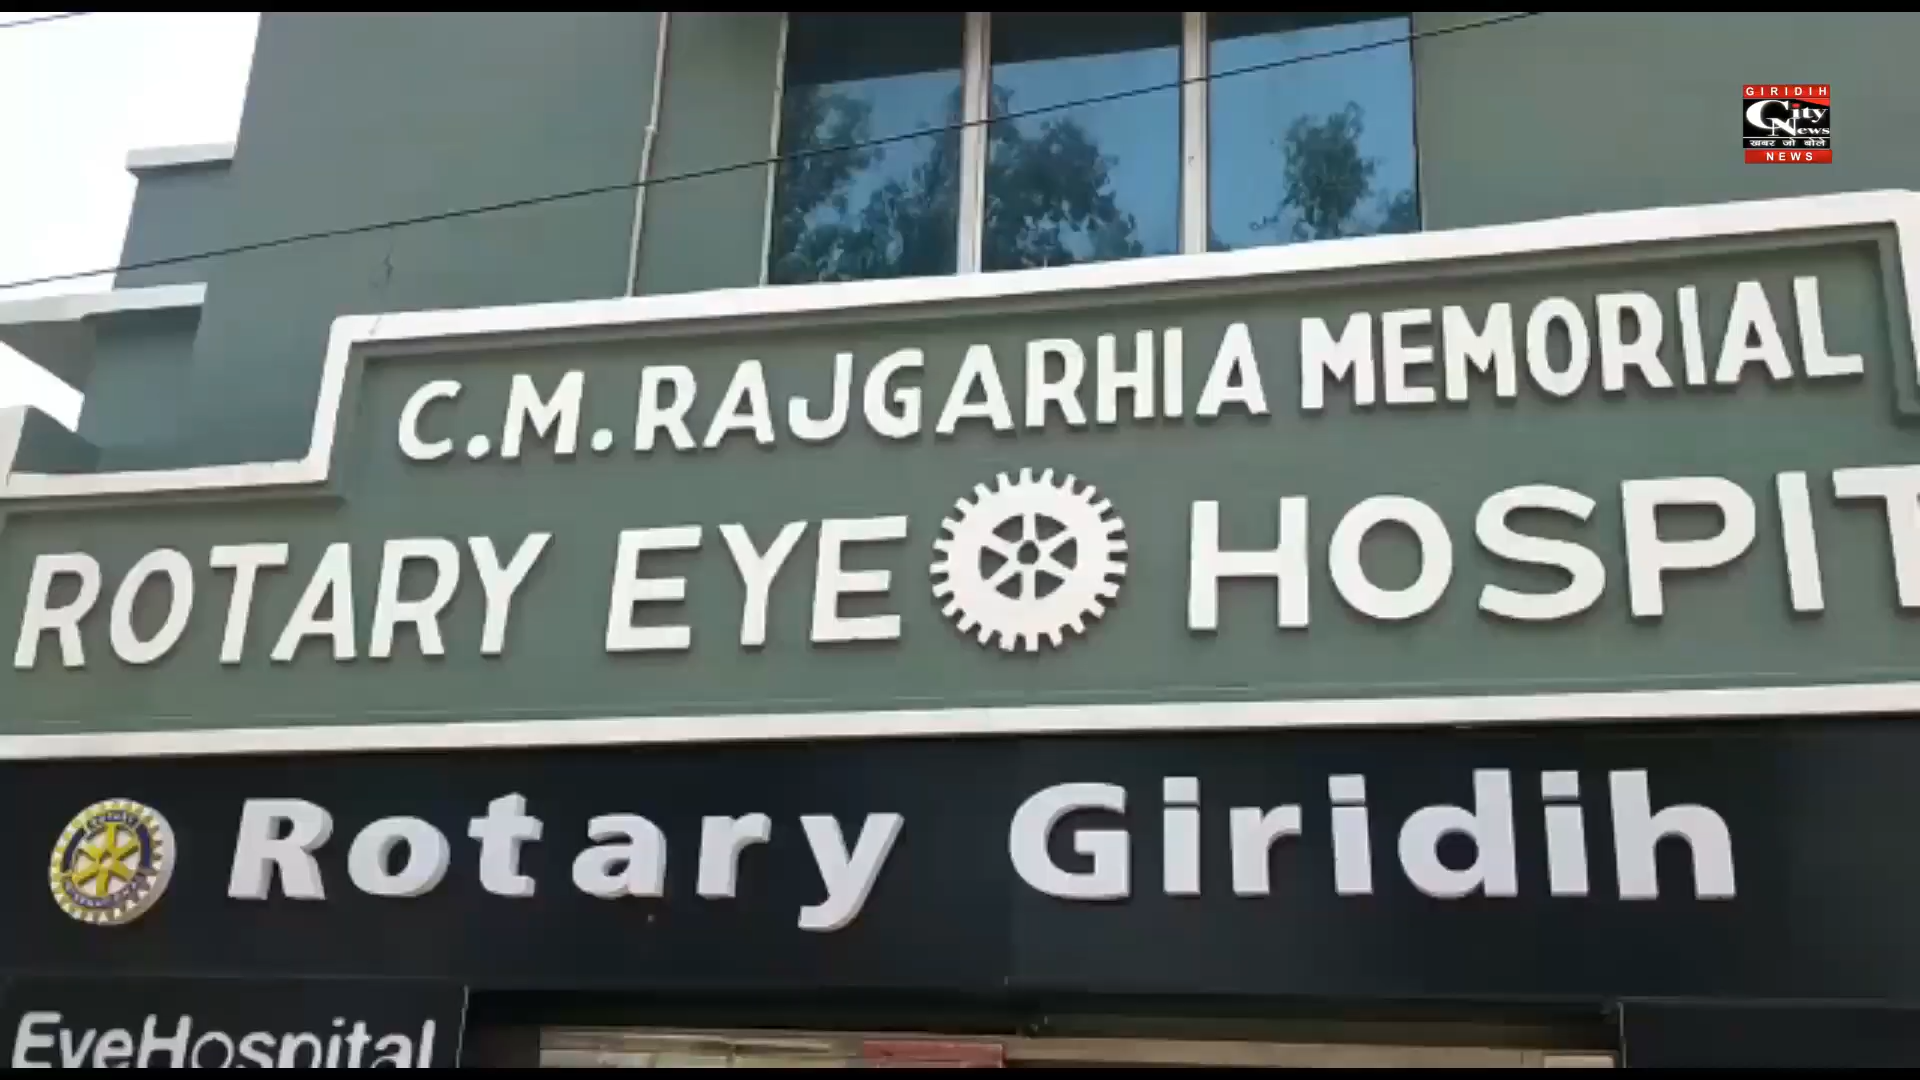 GIRIDIH
City
News
खबर जो बोले
NEWS
C.M. RAJGARHIA MEMORIAL
ROTARY EYE HOSPIT
Rotary Giridih
EyeHospital